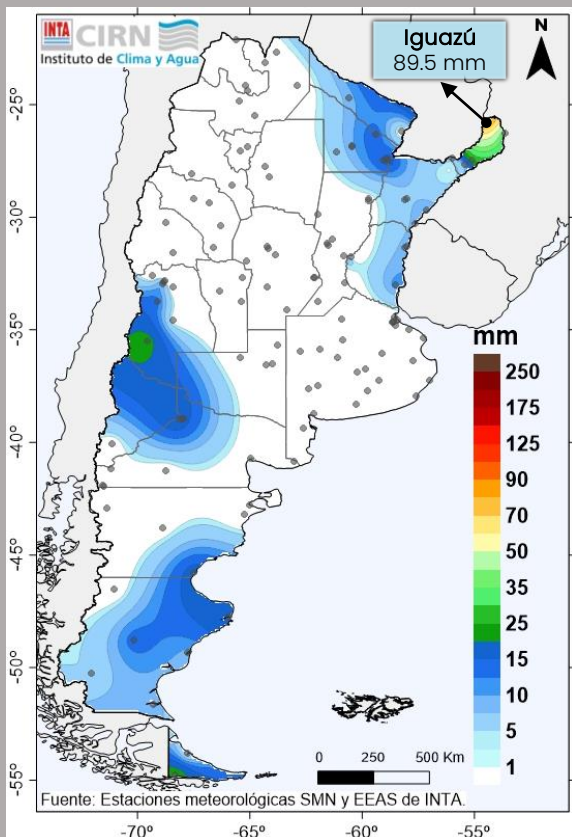 INTA CIRN
Instituto de Clima y Agua
Iguazú
89.5 mm
N
25°
30°
35°
40°
45°
50°
55°
mm
250
175
125
90
70
50
35
25
15
10
5
1
0 250 500 Km
Fuente: Estaciones meteorológicas SMN y EEAS de INTA.
-70° -65° -60° -55°